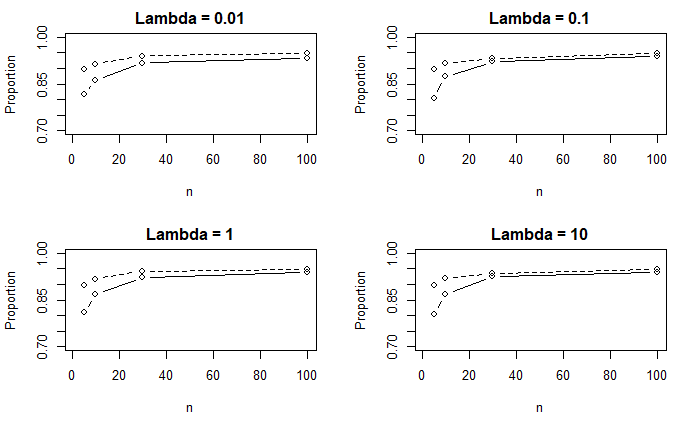 Lambda = 0.01
Proportion
1.00
0.85
0.70
0 20 40 60 80 100
n
Lambda = 0.1
Proportion
1.00
0.85
0.70
0 20 40 60 80 100
n
Lambda = 1
Proportion
1.00
0.85
0.70
0 20 40 60 80 100
n
Lambda = 10
Proportion
1.00
0.85
0.70
0 20 40 60 80 100
n